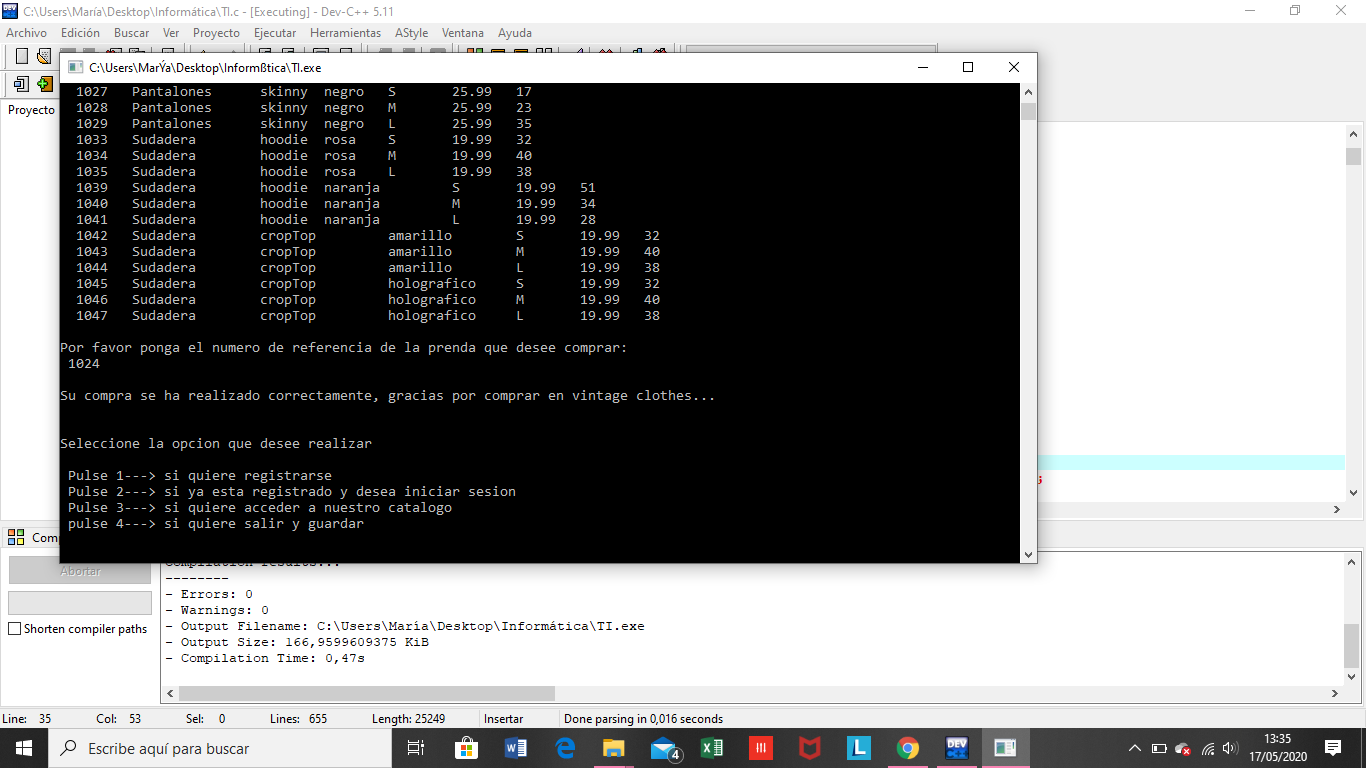 C:\Users\María\Desktop\Informática\TI.c - [Executing] - Dev-C++ 5.11
Archivo Edición Buscar Ver Proyecto Ejecutar Herramientas AStyle Ventana Ayuda
C:\Users\MarÝa\Desktop\Informßtica\TI.exe
Proyecto
1027 Pantalones skinny negro S 25.99 17
1028 Pantalones skinny negro M 25.99 23
1029 Pantalones skinny negro L 25.99 35
1033 Sudadera hoodie rosa S 19.99 32
1034 Sudadera hoodie rosa M 19.99 40
1035 Sudadera hoodie rosa L 19.99 38
1039 Sudadera hoodie naranja S 19.99 51
1040 Sudadera hoodie naranja M 19.99 34
1041 Sudadera hoodie naranja L 19.99 28
1042 Sudadera cropTop amarillo S 19.99 32
1043 Sudadera cropTop amarillo M 19.99 40
1044 Sudadera cropTop amarillo L 19.99 38
1045 Sudadera cropTop holografico S 19.99 32
1046 Sudadera cropTop holografico M 19.99 40
1047 Sudadera cropTop holografico L 19.99 38
Por favor ponga el numero de referencia de la prenda que desee comprar:
1024
Su compra se ha realizado correctamente, gracias por comprar en vintage clothes...
Seleccione la opcion que desee realizar
Pulse 1---> si quiere registrarse
Pulse 2---> si ya esta registrado y desea iniciar sesion
Pulse 3---> si quiere acceder a nuestro catalogo
pulse 4---> si quiere salir y guardar
Abortar
Shorten compiler paths
Compilation results...
--------
- Errors: 0
- Warnings: 0
- Output Filename: C:\Users\María\Desktop\Informática\TI.exe
- Output Size: 166,9599609375 KiB
- Compilation Time: 0,47s
Line: 35 Col: 53 Sel: 0 Lines: 655 Length: 25249 Insertar Done parsing in 0,016 seconds
Escribe aquí para buscar
4
DEV
13:35
17/05/2020